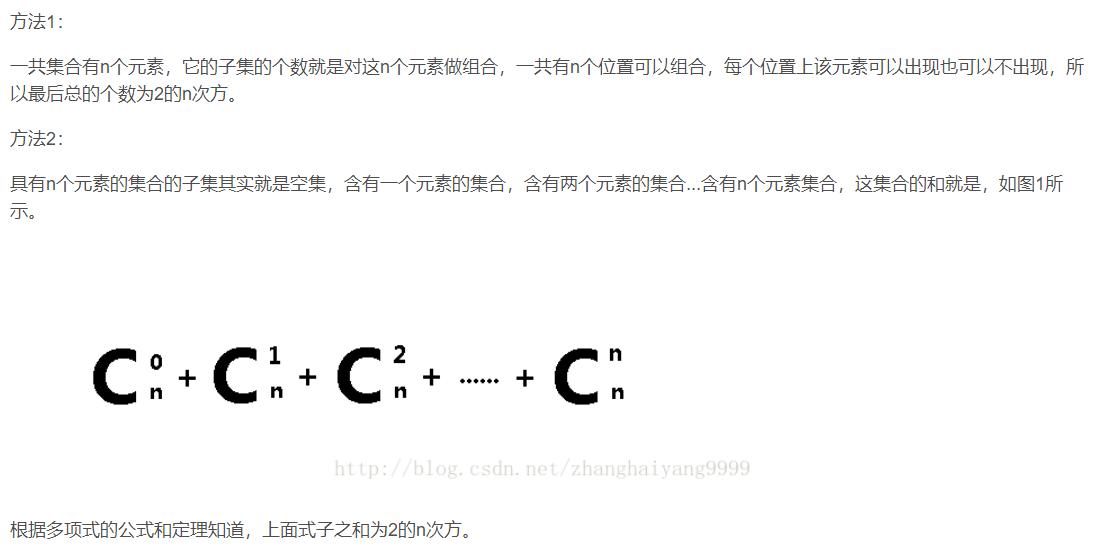 方法1：
一共集合有n个元素，它的子集的个数就是对这n个元素做组合，一共有n个位置可以组合，每个位置上该元素可以出现也可以不出现，所
以最后总的个数为2的n次方。
方法2：
具有n个元素的集合的子集其实就是空集，含有一个元素的集合，含有两个元素的集合...含有n个元素集合，这集合的和就是，如图1所
示。
C 0 n + C 1 n + C 2 n + ...... + C n n
http://blog.csdn.net/zhanghaiyang9999
根据多项式的公式和定理知道，上面式子之和为2的n次方。